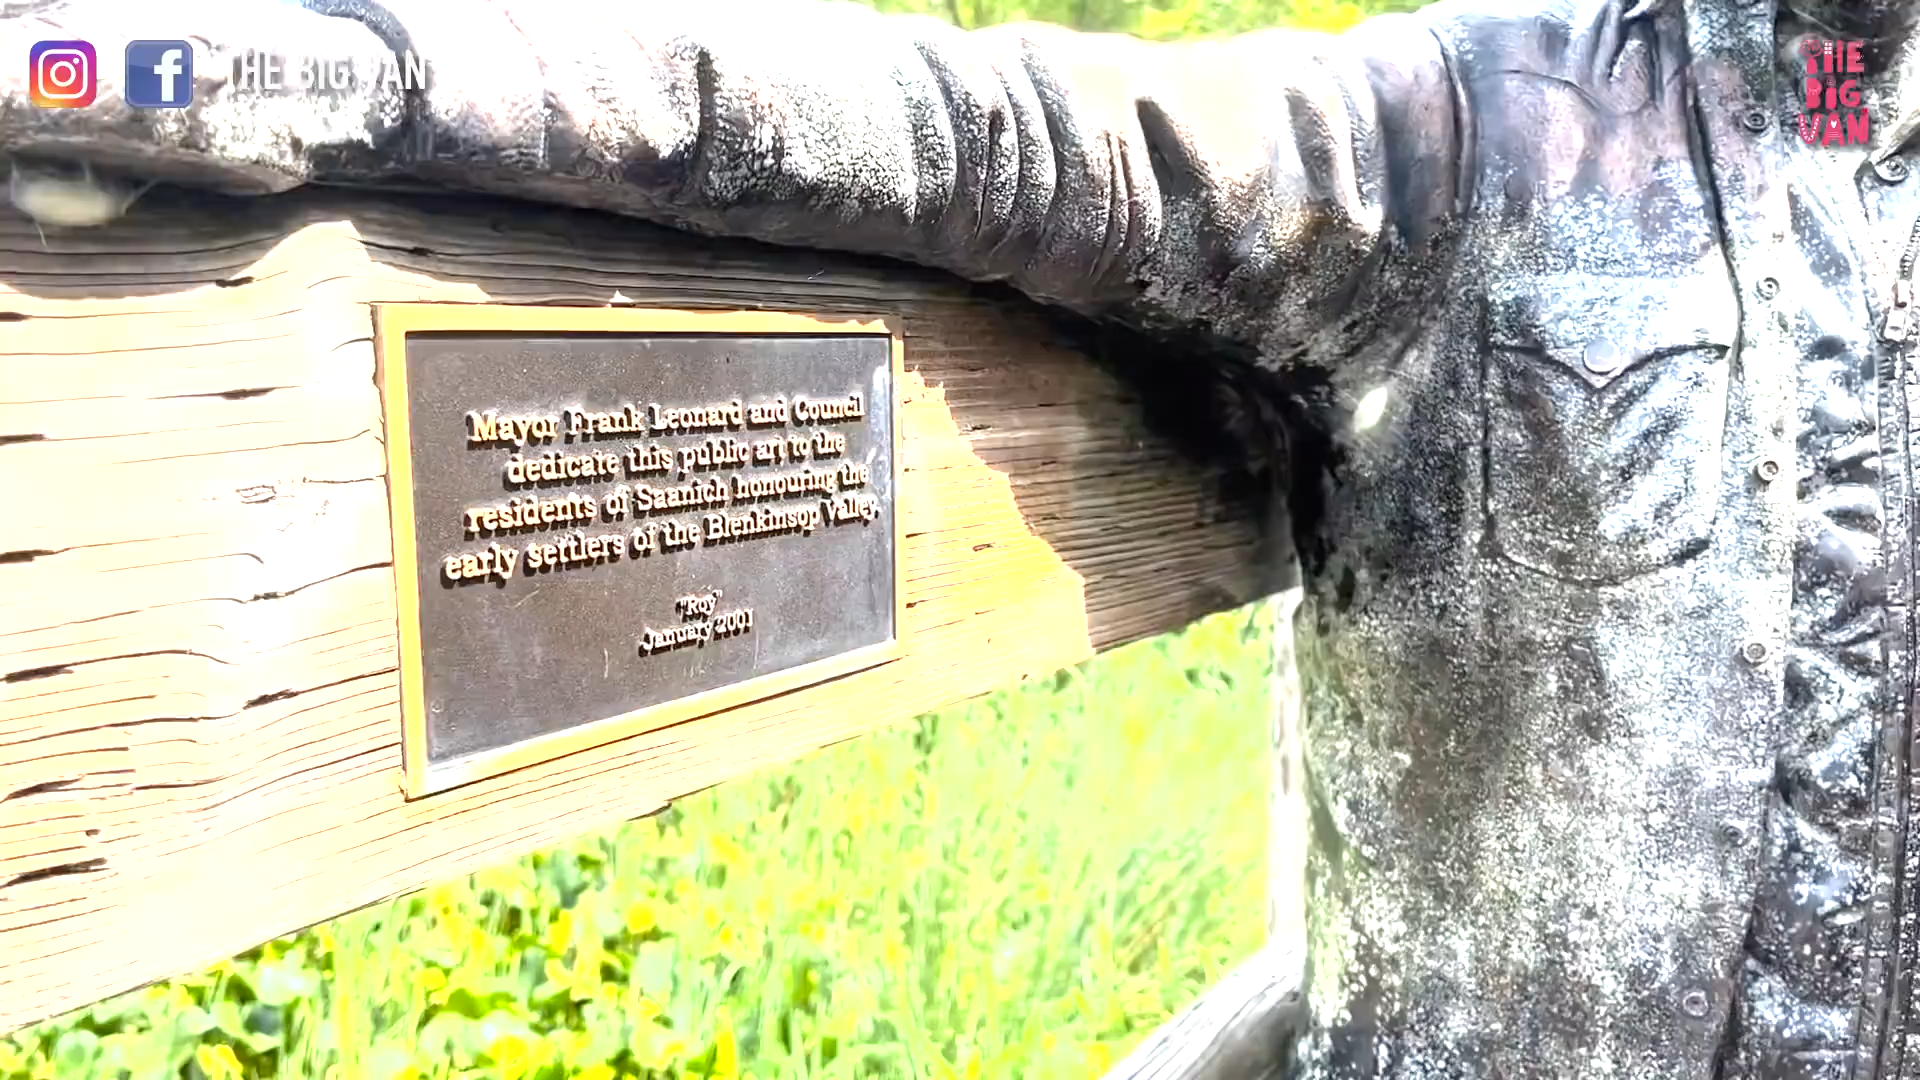 THE BIG VAN
THE
BIG
VAN
Mayor Frank Leonard and Council
dedicate this public art to the
residents of Saanich honouring the
early settlers of the Blenkinsop Valley.
"Roy"
January 2001